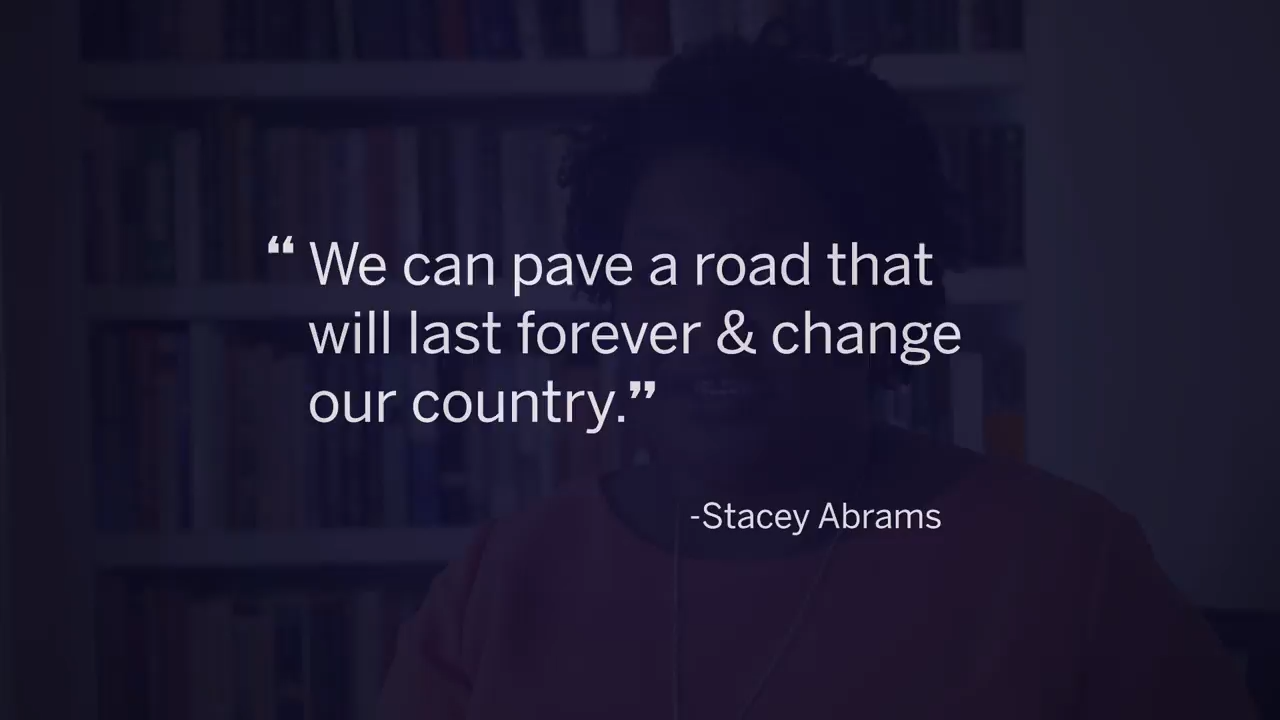 “ We can pave a road that
will last forever & change
our country.”
-Stacey Abrams